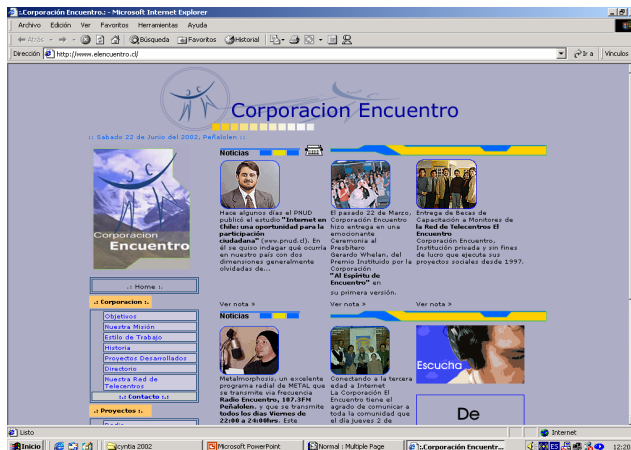 :.Corporación Encuentro.: - Microsoft Internet Explorer
Archivo Edición Ver Favoritos Herramientas Ayuda
Atrás Búsqueda Favoritos Historial
Dirección http://www.elencuentro.cl/ Ir a Vínculos
Corporacion Encuentro
:: Sabado 22 de Junio del 2002, Peñalolen ::
Corporacion
Encuentro
.: Home :.
.: Corporacion :.
Objetivos
Nuestra Misión
Estilo de Trabajo
Historia
Proyectos Desarrollados
Directorio
Nuestra Red de
Telecentros
.: Contacto :.
.: Proyectos :.
Radio
Noticias
Hace algunos días el PNUD
publicó el estudio "Internet en
Chile: una oportunidad para la
participación
ciudadana" (www.pnud.cl). En
él se quiso indagar qué ocurría
en nuestro país con dos
dimensiones generalmente
olvidadas de...
Ver nota »
El pasado 22 de Marzo,
Corporación Encuentro
hizo entrega en una
emocionante
Ceremonia al
Presbítero
Gerardo Whelan, del
Premio Instituido por la
Corporación
"Al Espíritu de
Encuentro" en
su primera versión.
Ver nota »
Entrega de Becas de
Capacitación a Monitores de
la Red de Telecentros El
Encuentro
Corporación Encuentro,
Institución privada y sin fines
de lucro que ejecuta sus
proyectos sociales desde 1997.
Ver nota »
Noticias
Metalmorphosis, un excelente
programa radial de METAL que
se transmite via frecuencia
Radio Encuentro, 107.3FM
Peñalolen, y que se transmite
todos los días Viernes de
22:00 a 24:00hrs. Este
Conectando a la tercera
edad a Internet
La Corporación El
Encuentro tiene el
agrado de comunicar a
toda la comunidad que
el día jueves 2 de
Escucha
De
Listo Internet
Inicio cyntia 2002 Microsoft PowerPoint Normal : Multiple Page :.Corporación Encuentr... 12:20